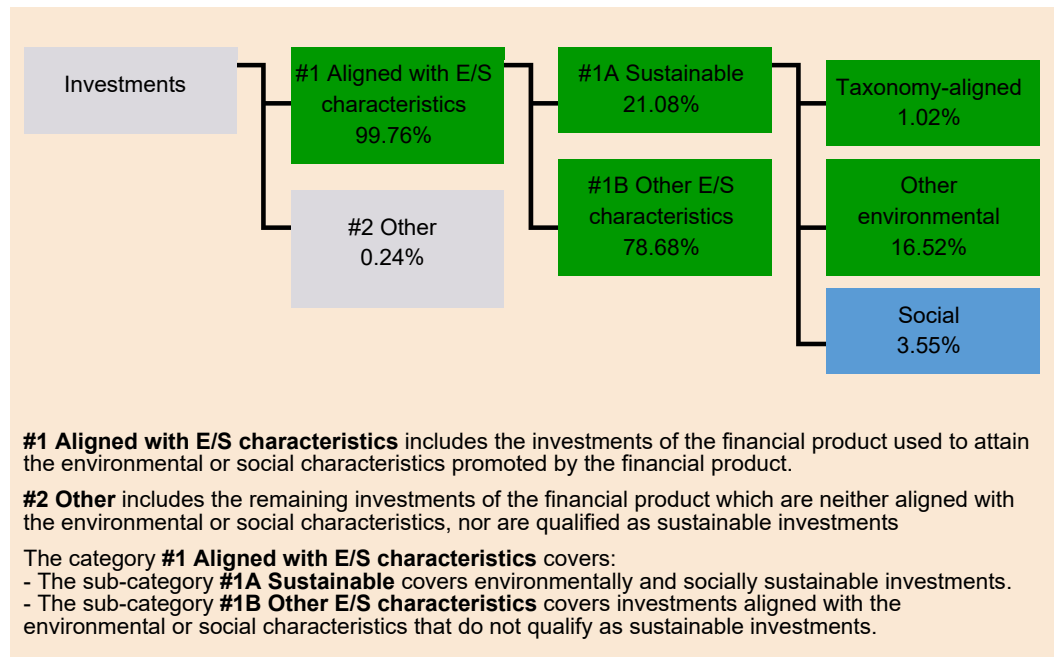 Investments
#1 Aligned with E/S
characteristics
99.76%
#2 Other
0.24%
#1A Sustainable
21.08%
#1B Other E/S
characteristics
78.68%
Taxonomy-aligned
1.02%
Other
environmental
16.52%
Social
3.55%
#1 Aligned with E/S characteristics includes the investments of the financial product used to attain
the environmental or social characteristics promoted by the financial product.
#2 Other includes the remaining investments of the financial product which are neither aligned with
the environmental or social characteristics, nor are qualified as sustainable investments
The category #1 Aligned with E/S characteristics covers:
- The sub-category #1A Sustainable covers environmentally and socially sustainable investments.
- The sub-category #1B Other E/S characteristics covers investments aligned with the
environmental or social characteristics that do not qualify as sustainable investments.